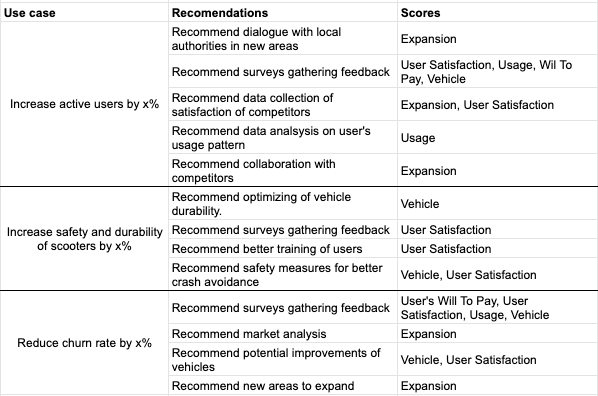 Use case Recomendations Scores
Recommend dialogue with local
authorities in new areas
Expansion
Recommend surveys gathering feedback
User Satisfaction, Usage, Wil To
Pay, Vehicle
Increase active users by x%
Recommend data collection of
satisfaction of competitors
Expansion, User Satisfaction
Recommend data analsysis on user's
usage pattern
Usage
Recommend collaboration with
competitors
Expansion
Increase safety and durability
of scooters by x%
Recommend optimizing of vehicle
durability.
Vehicle
Recommend surveys gathering feedback
User Satisfaction
Recommend better training of users
User Satisfaction
Recommend safety measures for better
crash avoidance
Vehicle, User Satisfaction
Reduce churn rate by x%
Recommend surveys gathering feedback
User's Will To Pay, User
Satisfaction, Usage, Vehicle
Recommend market analysis
Expansion
Recommend potential improvements of
vehicles
Vehicle, User Satisfaction
Recommend new areas to expand
Expansion